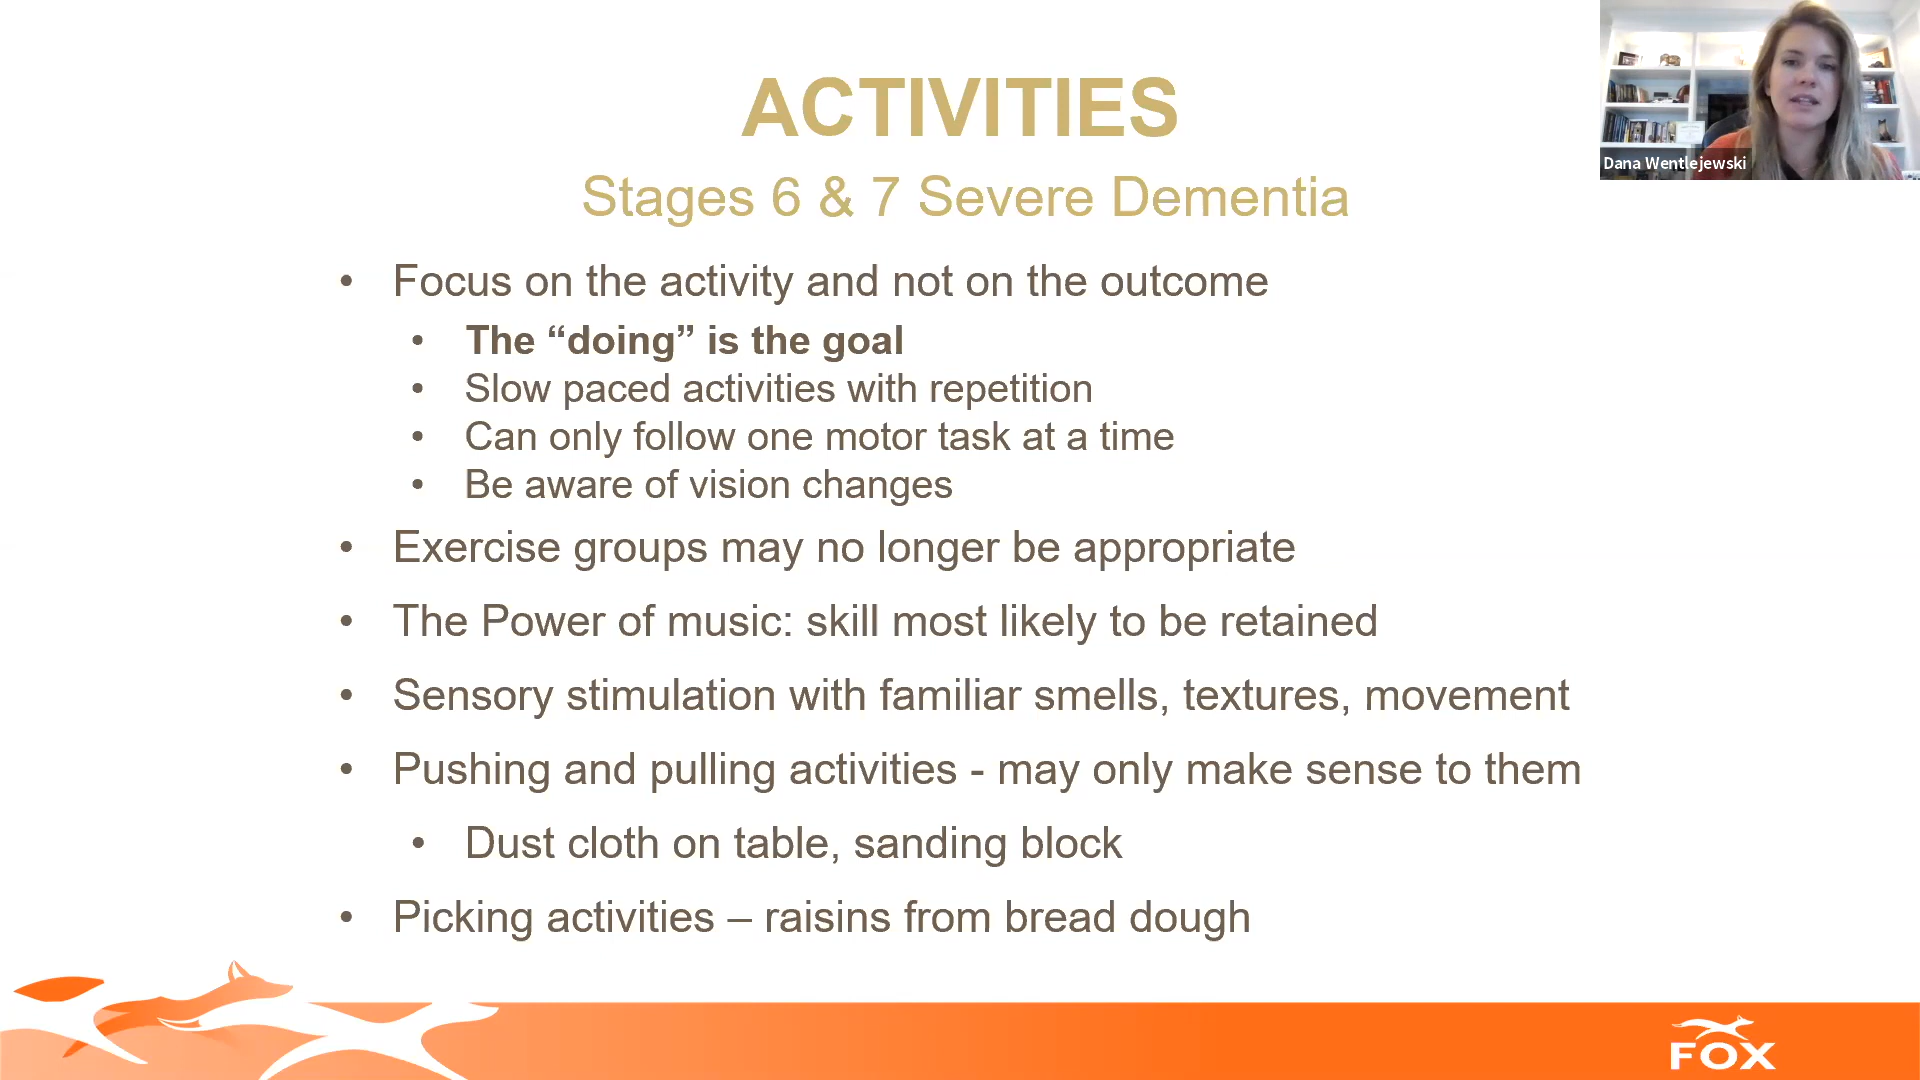 ACTIVITIES
Stages 6 & 7 Severe Dementia
Dana Wentlejewski
• Focus on the activity and not on the outcome
• The “doing” is the goal
• Slow paced activities with repetition
• Can only follow one motor task at a time
• Be aware of vision changes
• Exercise groups may no longer be appropriate
• The Power of music: skill most likely to be retained
• Sensory stimulation with familiar smells, textures, movement
• Pushing and pulling activities - may only make sense to them
• Dust cloth on table, sanding block
• Picking activities – raisins from bread dough
FOX